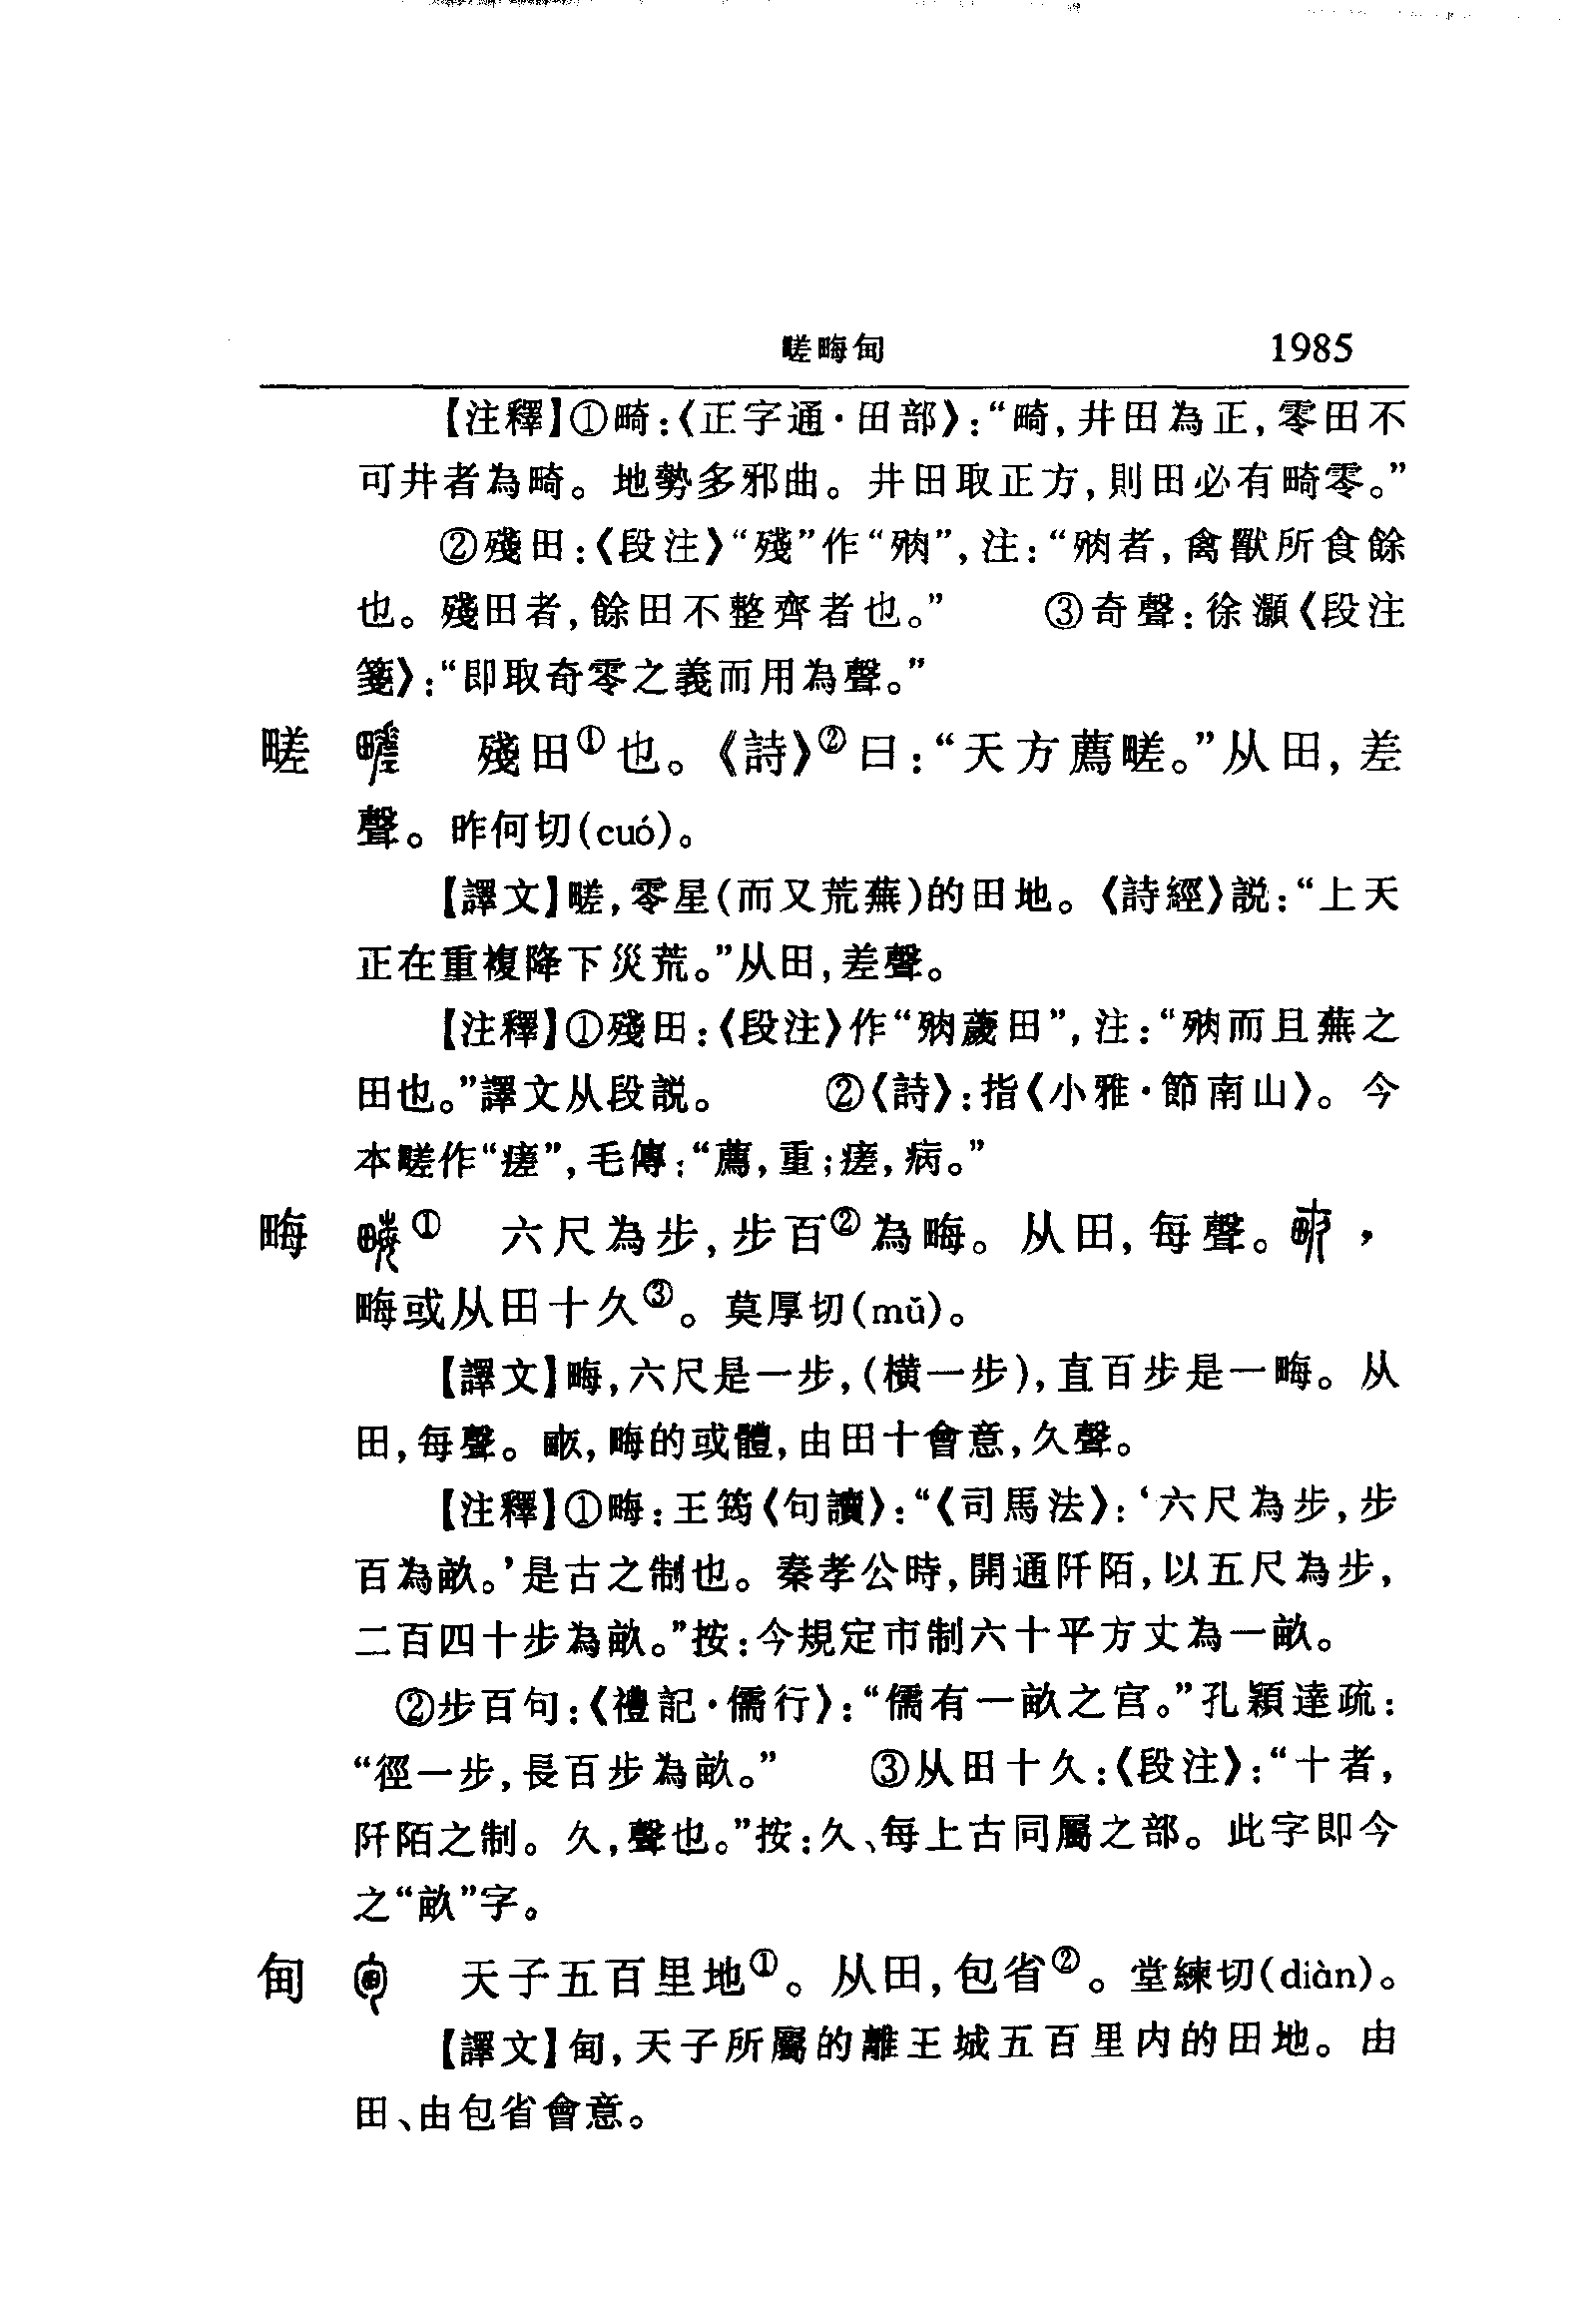 㽨畮甸 1985
【注釋】①畸:《正字通·田部》:“畸,井田為正,零田不
可井者為畸。地勢多邪曲。井田取正方,則田必有畸零。”
②殘田:《段注》“殘”作“𣧻”,注:“𣧻者,禽獸所食餘
也。殘田者,餘田不整齊者也。” ③奇聲:徐灝《段注
箋》:“即取奇零之義而用為聲。”
㽨 殘田①也。《詩》②曰:“天方薦㽨。”从田,差
聲。昨何切(cuó)。
【譯文】㽨,零星(而又荒蕪)的田地。《詩經》説:“上天
正在重複降下災荒。”从田,差聲。
【注釋】①殘田:《段注》作“𣧻薉田”,注:“𣧻而且蕪之
田也。”譯文从段説。 ②《詩》:指《小雅·節南山》。今
本㽨作“瘥”,毛傳:“薦,重;瘥,病。”
畮 ① 六尺為步,步百②為畮。从田,每聲。,
畮或从田十久③。莫厚切(mǔ)。
【譯文】畮,六尺是一步,(橫一步),直百步是一畮。从
田,每聲。畞,畮的或體,由田十會意,久聲。
【注釋】①畮:王筠《句讀》:“《司馬法》:‘六尺為步,步
百為畝。’是古之制也。秦孝公時,開通阡陌,以五尺為步,
二百四十步為畝。”按:今規定市制六十平方丈為一畝。
②步百句:《禮記·儒行》:“儒有一畝之宫。”孔穎達疏:
“徑一步,長百步為畝。” ③从田十久:《段注》:“十者,
阡陌之制。久,聲也。”按:久、每上古同屬之部。此字即今
之“畝”字。
甸 天子五百里地①。从田,包省②。堂練切(diàn)。
【譯文】甸,天子所屬的離王城五百里内的田地。由
田、由包省會意。